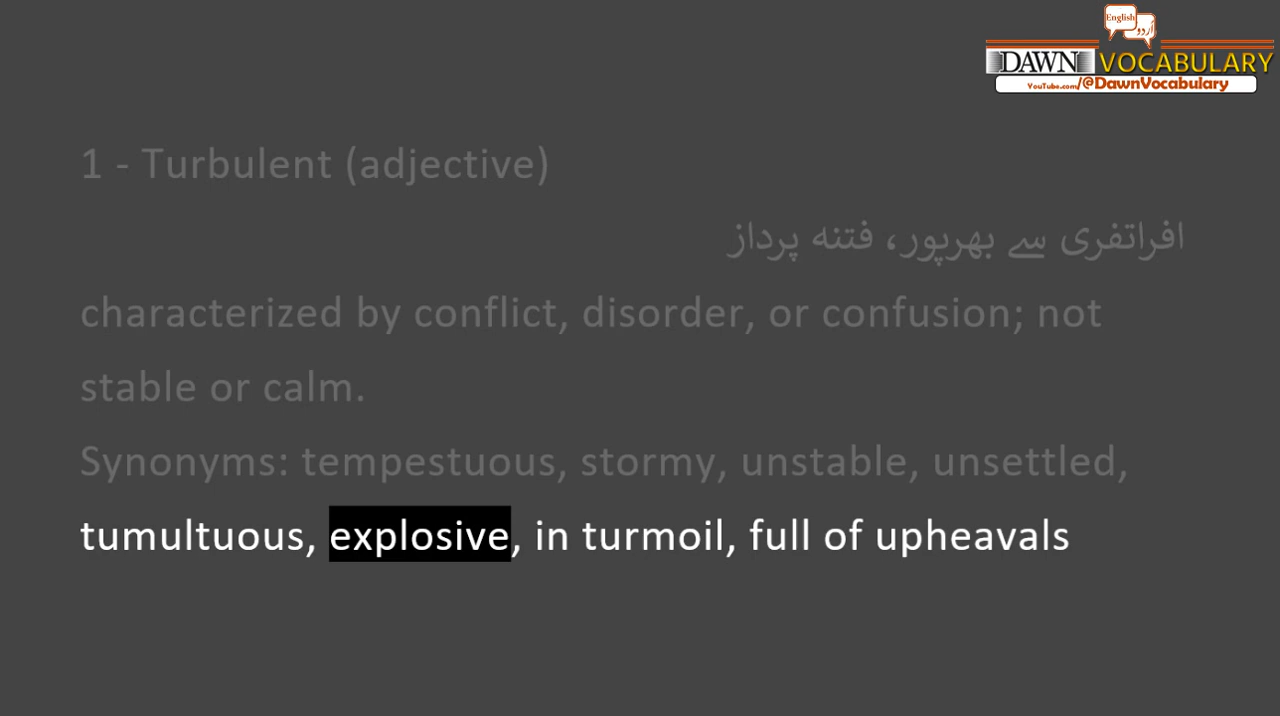 English
اُردو
DAWN VOCABULARY
YouTube.com/@DawnVocabulary
1 - Turbulent (adjective)
افراتفری سے بھرپور، فتنہ پرداز
characterized by conflict, disorder, or confusion; not
stable or calm.
Synonyms: tempestuous, stormy, unstable, unsettled,
tumultuous, explosive, in turmoil, full of upheavals